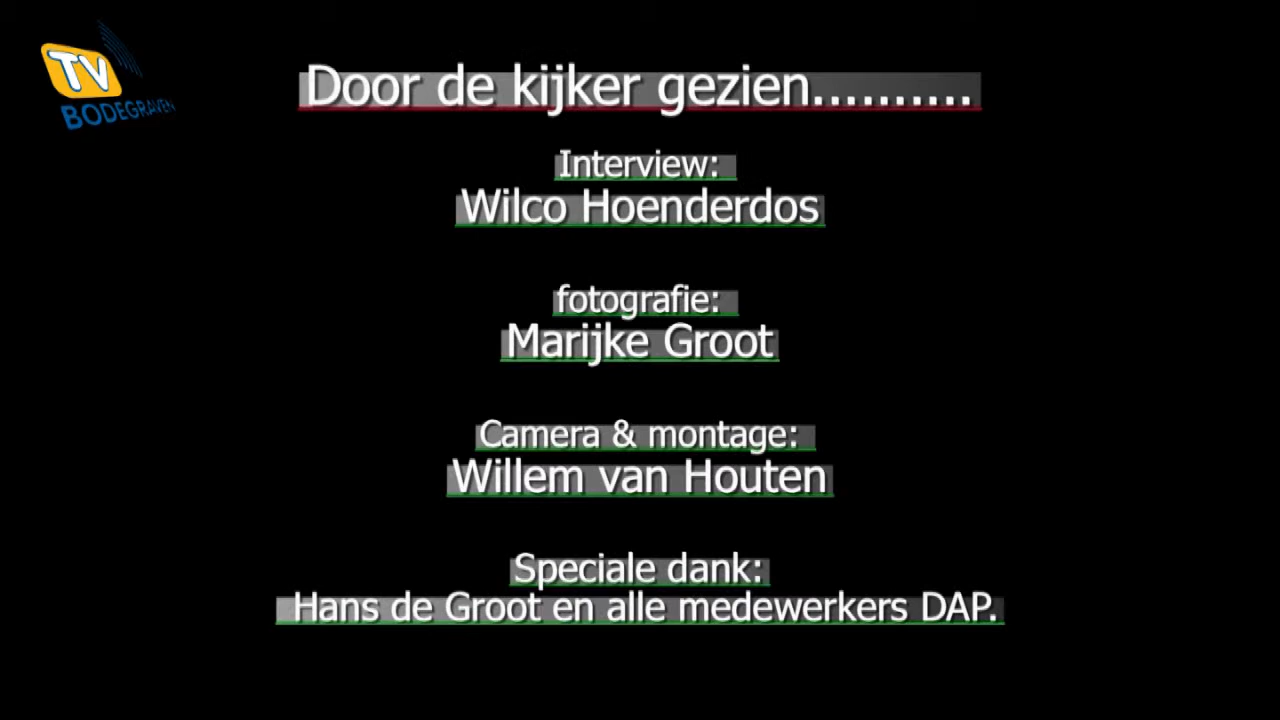 TV
BODEGRAVEN
Door de kijker gezien..........
Interview:
Wilco Hoenderdos
fotografie:
Marijke Groot
Camera & montage:
Willem van Houten
Speciale dank:
Hans de Groot en alle medewerkers DAP.